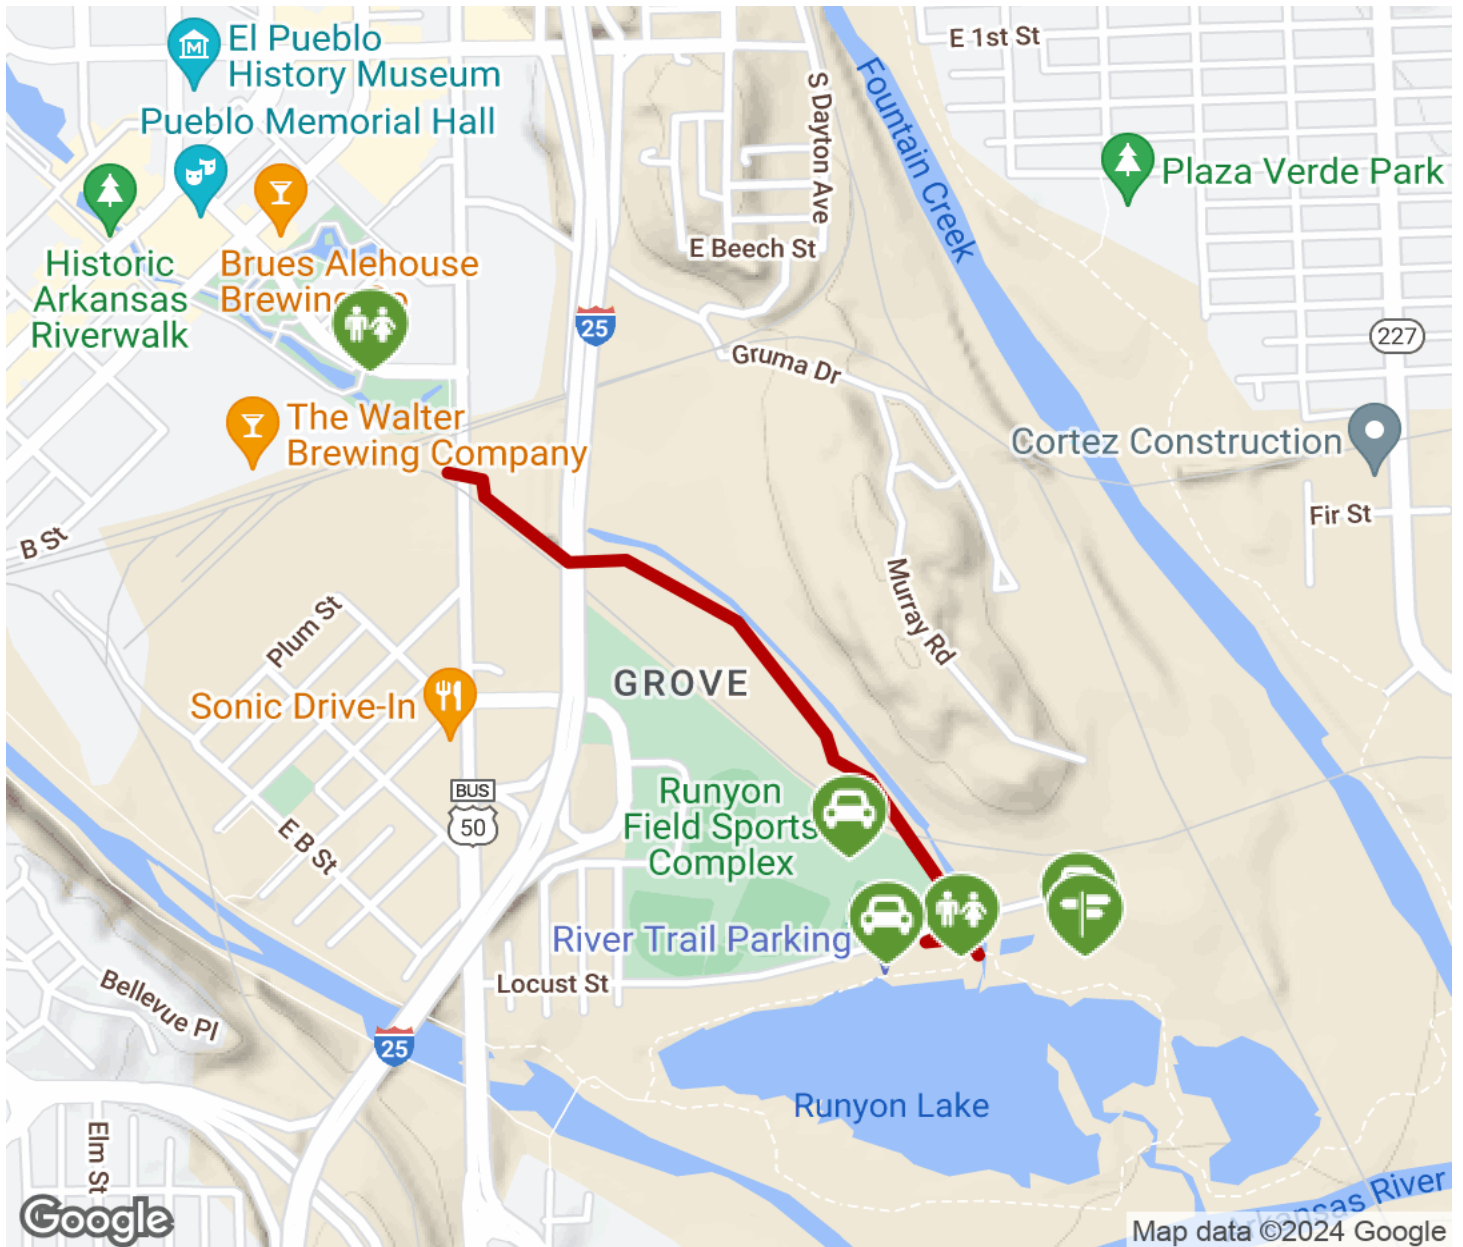 El Pueblo
History Museum
Pueblo Memorial Hall
E 1st St
S Dayton Ave
Fountain Creek
Plaza Verde Park
E Beech St
Historic
Arkansas
Riverwalk
Brues Alehouse
Brewing Co
25
Gruma Dr
227
The Walter
Brewing Company
Cortez Construction
B St
Fir St
Murray Rd
Plum St
GROVE
Sonic Drive-In
BUS
50
Runyon
Field Sports
Complex
E B St
River Trail Parking
Locust St
Bellevue Pl
25
Runyon Lake
Elm St
Arkansas River
Google
Map data ©2024 Google